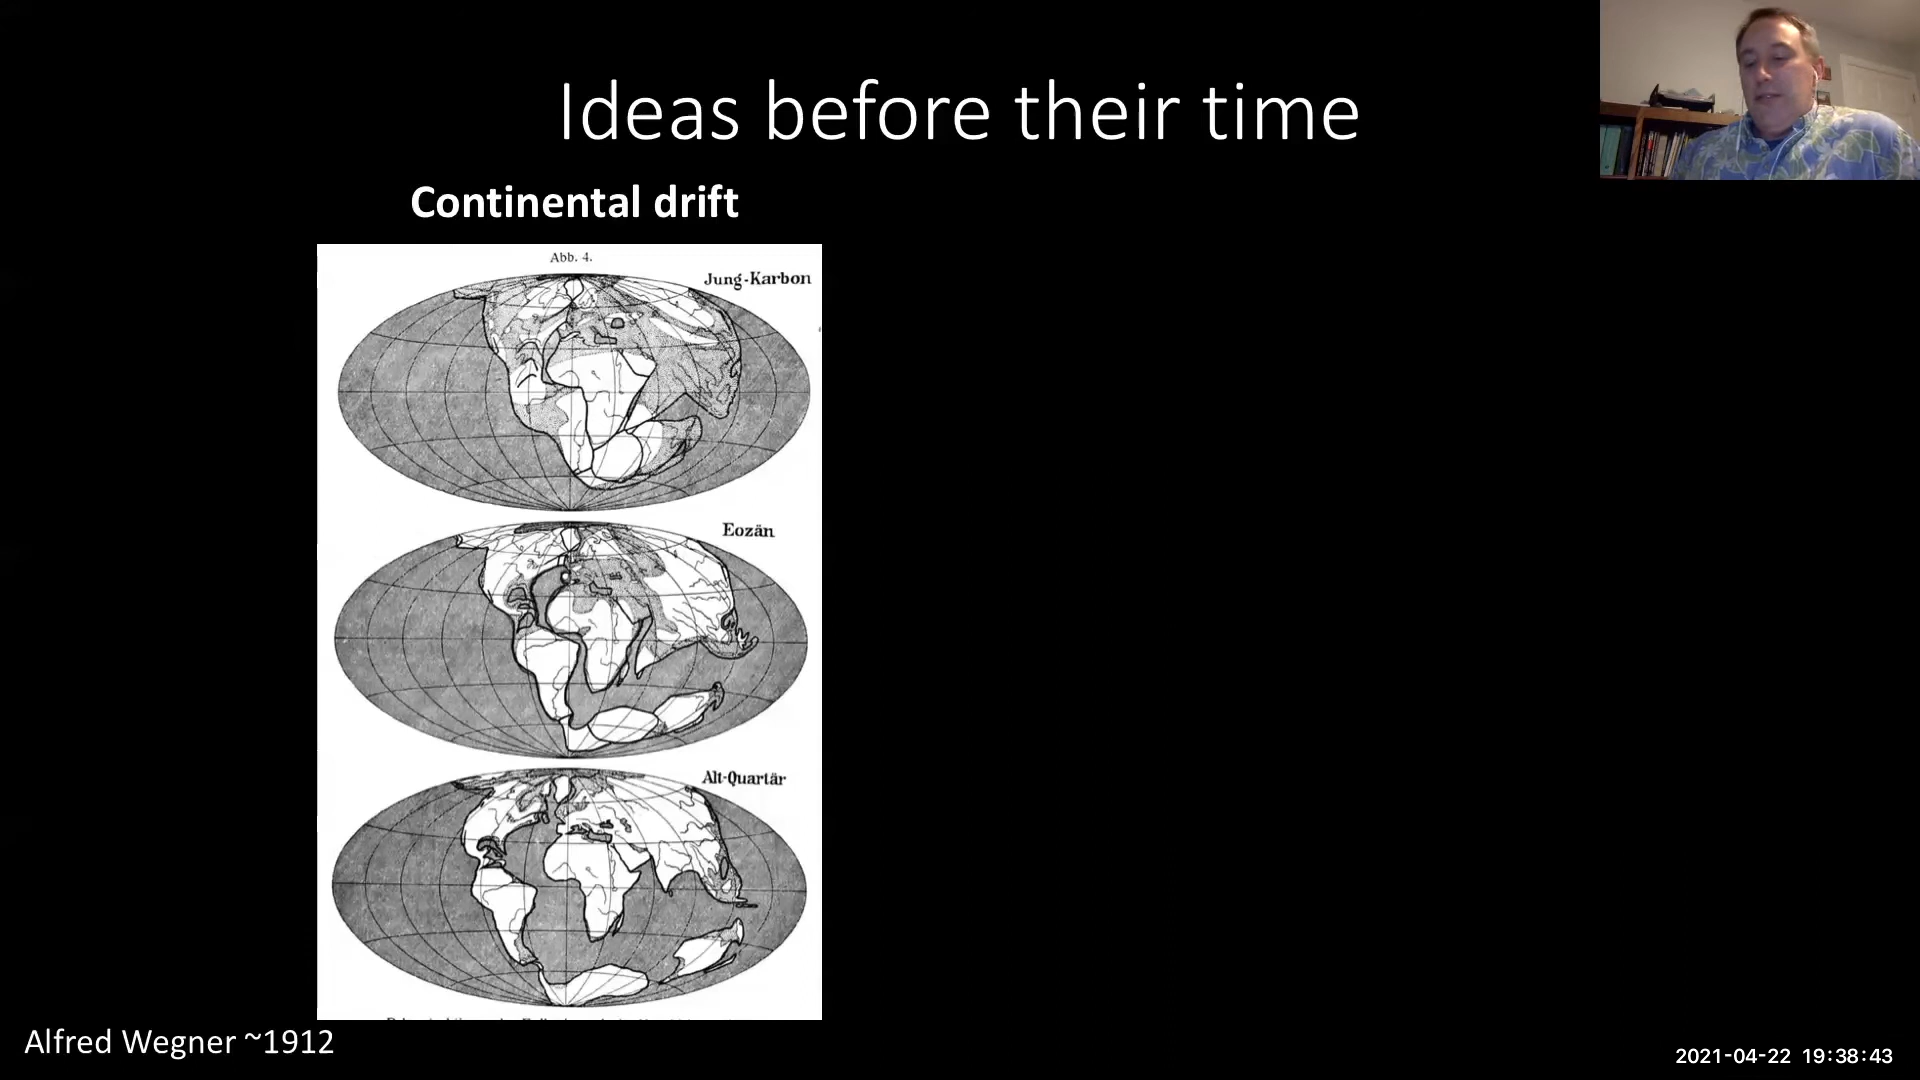 Ideas before their time
Continental drift
Abb. 4.
Jung-Karbon
Eozän
Alt-Quartär
Alfred Wegner ~1912
2021-04-22 19:38:43